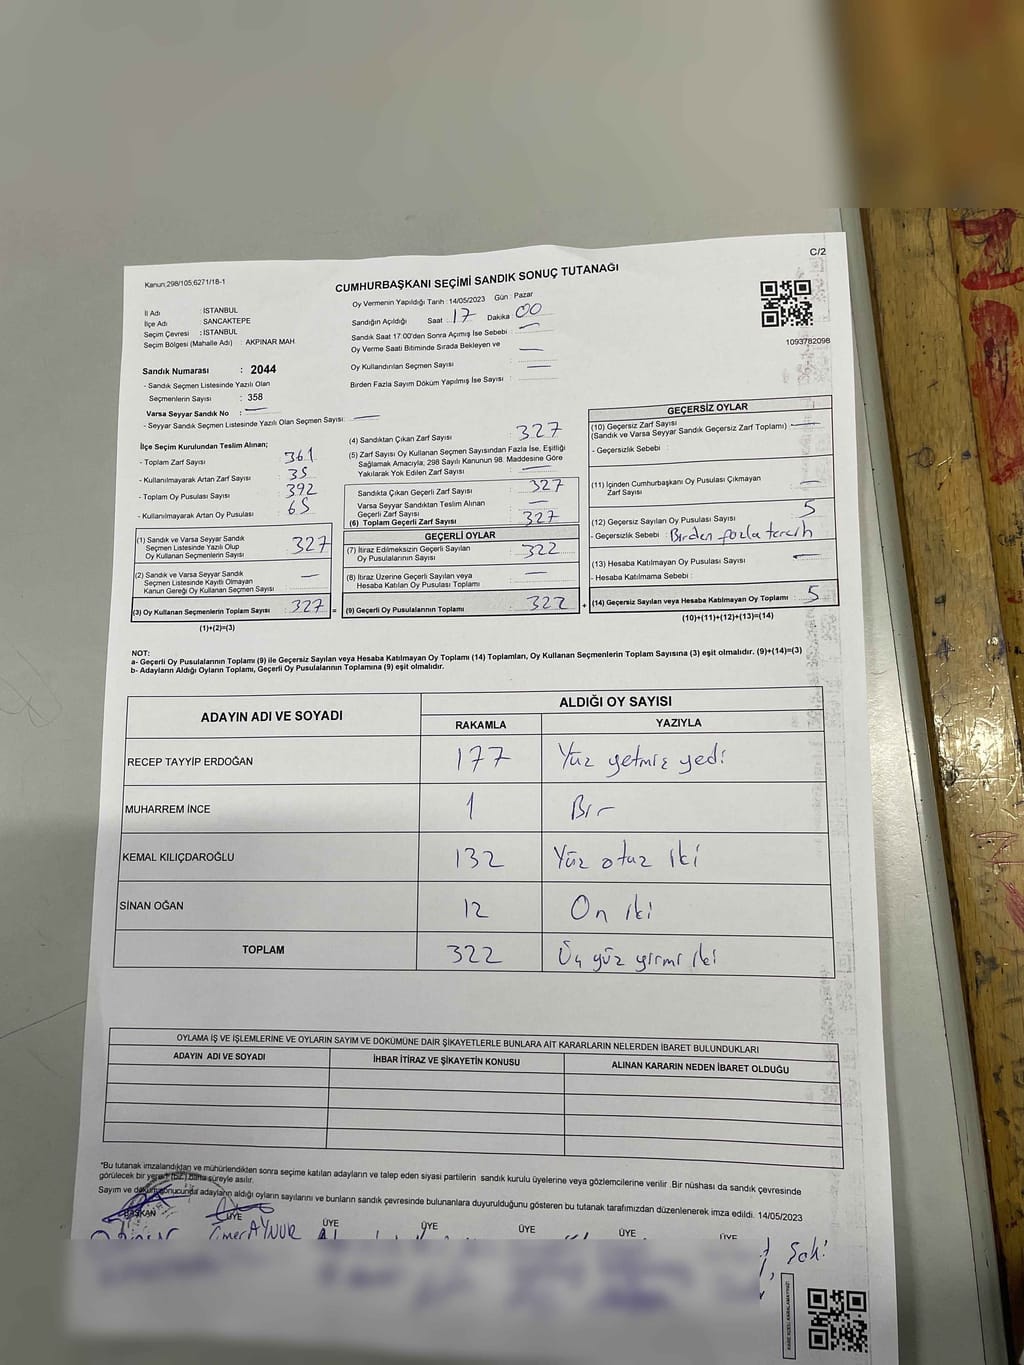 C/2
Kanun,298/105;6271/18-1
CUMHURBAŞKANI SEÇİMİ SANDIK SONUÇ TUTANAĞI
İl Adı : İSTANBUL
İlçe Adı : SANCAKTEPE
Seçim Çevresi : İSTANBUL
Seçim Bölgesi (Mahalle Adı) : AKPINAR MAH.
Oy Vermenin Yapıldığı Tarih : 14/05/2023 Gün : Pazar
Sandığın Açıldığı Saat 17 Dakika 00
Sandık Saat 17:00'den Sonra Açımış İse Sebebi :
Oy Verme Saati Bitiminde Sırada Bekleyen ve
Oy Kullandırılan Seçmen Sayısı :
Birden Fazla Sayım Döküm Yapılmış İse Sayısı :
1093782098
Sandık Numarası : 2044
- Sandık Seçmen Listesinde Yazılı Olan
Seçmenlerin Sayısı : 358
Varsa Seyyar Sandık No :
- Seyyar Sandık Seçmen Listesinde Yazılı Olan Seçmen Sayısı:
İlçe Seçim Kurulundan Teslim Alınan;
- Toplam Zarf Sayısı : 361
- Kullanılmayarak Artan Zarf Sayısı : 35
- Toplam Oy Pusulası Sayısı : 392
- Kullanılmayarak Artan Oy Pusulası : 65
(1) Sandık ve Varsa Seyyar Sandık
Seçmen Listesinde Yazılı Olup
Oy Kullanan Seçmenlerin Sayısı : 327
(2) Sandık ve Varsa Seyyar Sandık
Seçmen Listesinde Kayıtlı Olmayan
Kanun Gereği Oy Kullanan Seçmen Sayısı :
(3) Oy Kullanan Seçmenlerin Toplam Sayısı : 327 =
(1)+(2)=(3)
(4) Sandıktan Çıkan Zarf Sayısı : 327
(5) Zarf Sayısı Oy Kullanan Seçmen Sayısından Fazla İse, Eşitliği
Sağlamak Amacıyla, 298 Sayılı Kanunun 98. Maddesine Göre
Yakılarak Yok Edilen Zarf Sayısı :
Sandıkta Çıkan Geçerli Zarf Sayısı : 327
Varsa Seyyar Sandıktan Teslim Alınan
Geçerli Zarf Sayısı :
(6) Toplam Geçerli Zarf Sayısı : 327
GEÇERLİ OYLAR
(7) İtiraz Edilmeksizin Geçerli Sayılan
Oy Pusulalarının Sayısı : 322
(8) İtiraz Üzerine Geçerli Sayılan veya
Hesaba Katılan Oy Pusulası Toplamı :
(9) Geçerli Oy Pusulalarının Toplamı : 322 +
GEÇERSİZ OYLAR
(10) Geçersiz Zarf Sayısı
(Sandık ve Varsa Seyyar Sandık Geçersiz Zarf Toplamı) :
- Geçersizlik Sebebi :
(11) İçinden Cumhurbaşkanı Oy Pusulası Çıkmayan
Zarf Sayısı :
(12) Geçersiz Sayılan Oy Pusulası Sayısı : 5
- Geçersizlik Sebebi : Birden fazla tercih
(13) Hesaba Katılmayan Oy Pusulası Sayısı :
- Hesaba Katılmama Sebebi :
(14) Geçersiz Sayılan veya Hesaba Katılmayan Oy Toplamı : 5
(10)+(11)+(12)+(13)=(14)
NOT:
a- Geçerli Oy Pusulalarının Toplamı (9) ile Geçersiz Sayılan veya Hesaba Katılmayan Oy Toplamı (14) Toplamları, Oy Kullanan Seçmenlerin Toplam Sayısına (3) eşit olmalıdır. (9)+(14)=(3)
b- Adayların Aldığı Oyların Toplamı, Geçerli Oy Pusulalarının Toplamına (9) eşit olmalıdır.
ADAYIN ADI VE SOYADI ALDIĞI OY SAYISI
RAKAMLA YAZIYLA
RECEP TAYYİP ERDOĞAN 177 Yüz yetmiş yedi
MUHARREM İNCE 1 Bir
KEMAL KILIÇDAROĞLU 132 Yüz otuz iki
SİNAN OĞAN 12 On iki
TOPLAM 322 Üç yüz yirmi iki
OYLAMA İŞ VE İŞLEMLERİNE VE OYLARIN SAYIM VE DÖKÜMÜNE DAİR ŞİKAYETLERLE BUNLARA AİT KARARLARIN NELERDEN İBARET BULUNDUKLARI
ADAYIN ADI VE SOYADI İHBAR İTİRAZ VE ŞİKAYETİN KONUSU ALINAN KARARIN NEDEN İBARET OLDUĞU
*Bu tutanak imzalandıktan ve mühürlendikten sonra seçime katılan adayların ve talep eden siyasi partilerin sandık kurulu üyelerine veya gözlemcilerine verilir .Bir nüshası da sandık çevresinde
görülecek bir yere (bir) hafta süreyle asılır.
Sayım ve döküm sonucunda adayların aldığı oyların sayılarını ve bunların sandık çevresinde bulunanlara duyurulduğunu gösteren bu tutanak tarafımızdan düzenlenerek imza edildi. 14/05/2023
BAŞKAN ÜYE ÜYE ÜYE ÜYE ÜYE ÜYE
Ömer AYNUR